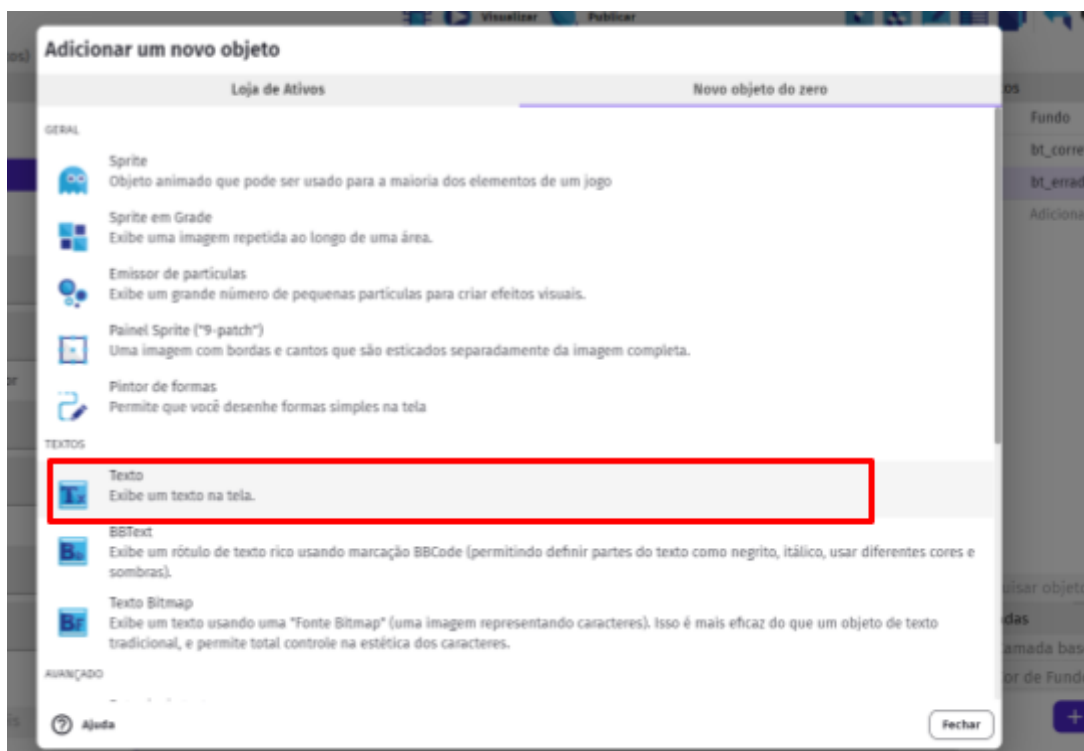 Visualizar Publicar
Adicionar um novo objeto
Loja de Ativos Novo objeto do zero
GERAL
Sprite
Objeto animado que pode ser usado para a maioria dos elementos de um jogo
Sprite em Grade
Exibe uma imagem repetida ao longo de uma área.
Emissor de partículas
Exibe um grande número de pequenas partículas para criar efeitos visuais.
Painel Sprite ("9-patch")
Uma imagem com bordas e cantos que são esticados separadamente da imagem completa.
Pintor de formas
Permite que você desenhe formas simples na tela
TEXTOS
Tx
Texto
Exibe um texto na tela.
BBText
Exibe um rótulo de texto rico usando marcação BBCode (permitindo definir partes do texto como negrito, itálico, usar diferentes cores e
sombras).
BF
Texto Bitmap
Exibe um texto usando uma "Fonte Bitmap" (uma imagem representando caracteres). Isso é mais eficaz do que um objeto de texto
tradicional, e permite total controle na estética dos caracteres.
AVANÇADO
? Ajuda
Fechar
os)
os
Fundo
bt_corre
bt_errad
Adiciona
uisar objeto
das
amada bas
or de Fund
+